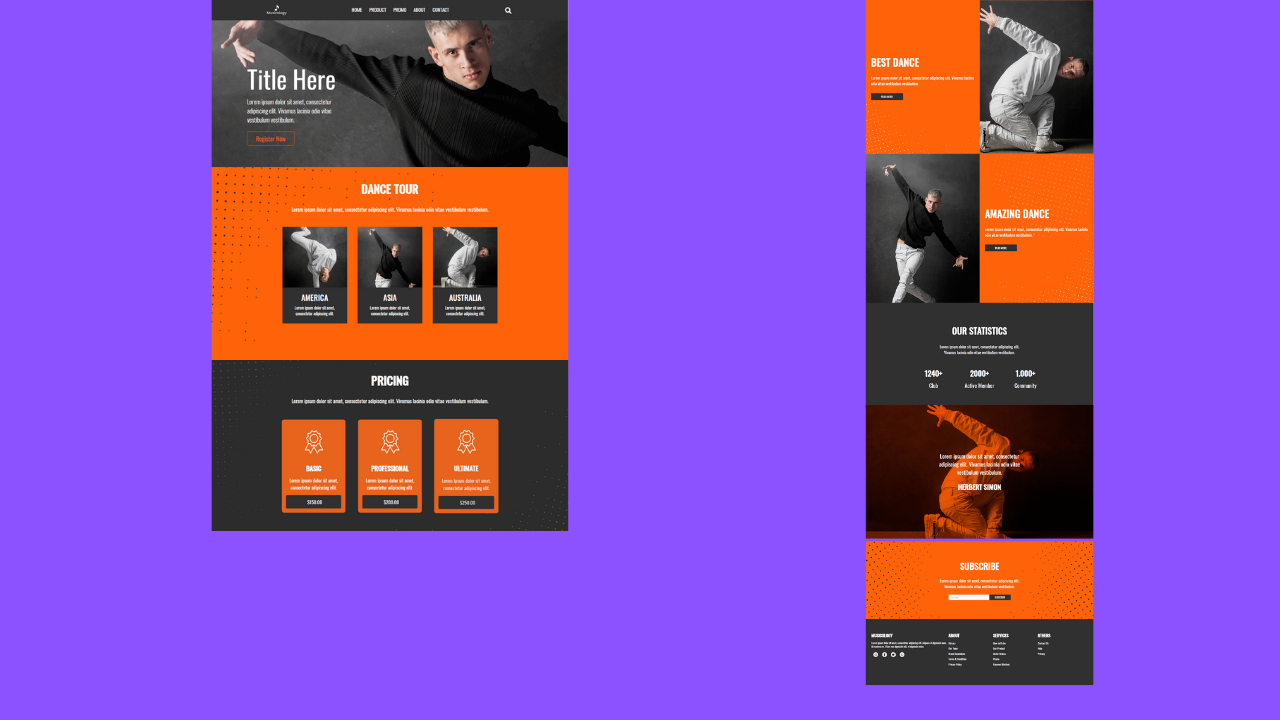 Musicology
HOME PRODUCT PROMO ABOUT CONTACT
Title Here
Lorem ipsum dolor sit amet, consectetur
adipiscing elit. Vivamus lacinia odio vitae
vestibulum vestibulum.
Register Now
DANCE TOUR
Lorem ipsum dolor sit amet, consectetur adipiscing elit. Vivamus lacinia odio vitae vestibulum vestibulum.
AMERICA
Lorem ipsum dolor sit amet,
consectetur adipiscing elit.
ASIA
Lorem ipsum dolor sit amet,
consectetur adipiscing elit.
AUSTRALIA
Lorem ipsum dolor sit amet,
consectetur adipiscing elit.
PRICING
Lorem ipsum dolor sit amet, consectetur adipiscing elit. Vivamus lacinia odio vitae vestibulum vestibulum.
BASIC
Lorem ipsum dolor sit amet,
consectetur adipiscing elit
$150.00
PROFESSIONAL
Lorem ipsum dolor sit amet,
consectetur adipiscing elit
$200.00
ULTIMATE
Lorem ipsum dolor sit amet,
consectetur adipiscing elit
$250.00
BEST DANCE
Lorem ipsum dolor sit amet, consectetur adipiscing elit. Vivamus lacinia
odio vitae vestibulum vestibulum.
READ MORE
AMAZING DANCE
Lorem ipsum dolor sit amet, consectetur adipiscing elit. Vivamus lacinia
odio vitae vestibulum vestibulum.
READ MORE
OUR STATISTICS
Lorem ipsum dolor sit amet, consectetur adipiscing elit.
Vivamus lacinia odio vitae vestibulum vestibulum.
1240+
Club
2000+
Active Member
1.000+
Community
Lorem ipsum dolor sit amet, consectetur
adipiscing elit. Vivamus lacinia odio vitae
vestibulum vestibulum.
HERBERT SIMON
SUBSCRIBE
Lorem ipsum dolor sit amet, consectetur adipiscing elit.
Vivamus lacinia odio vitae vestibulum vestibulum.
SUBSCRIBE
MUSICOLOGY
ABOUT
Our Team
Terms & Condition
Privacy Policy
SERVICES
OTHERS
Contact Us
Help
Privacy